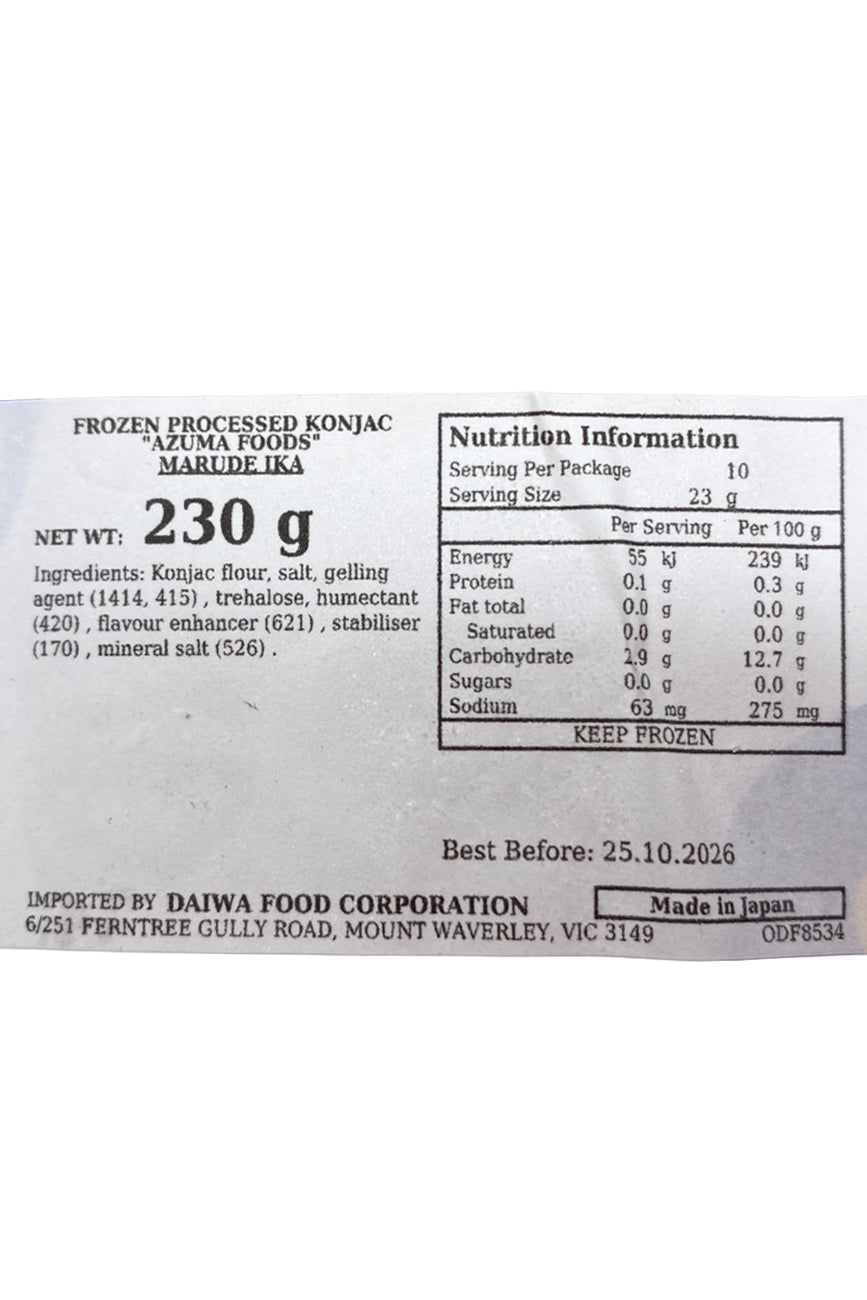 FROZEN PROCESSED KONJAC
"AZUMA FOODS"
MARUDE IKA
NET WT: 230 g
Ingredients: Konjac flour, salt, gelling
agent (1414, 415) , trehalose, humectant
(420) , flavour enhancer (621) , stabiliser
(170) , mineral salt (526) .
Nutrition Information
Serving Per Package 10
Serving Size 23 g
Per Serving Per 100 g
Energy 55 kj 239 kj
Protein 0.1 g 0.3 g
Fat total 0.0 g 0.0 g
Saturated 0.0 g 0.0 g
Carbohydrate 2.9 g 12.7 g
Sugars 0.0 g 0.0 g
Sodium 63 mg 275 mg
KEEP FROZEN
Best Before: 25.10.2026
IMPORTED BY DAIWA FOOD CORPORATION
Made in Japan
6/251 FERNTREE GULLY ROAD, MOUNT WAVERLEY, VIC 3149
ODF8534